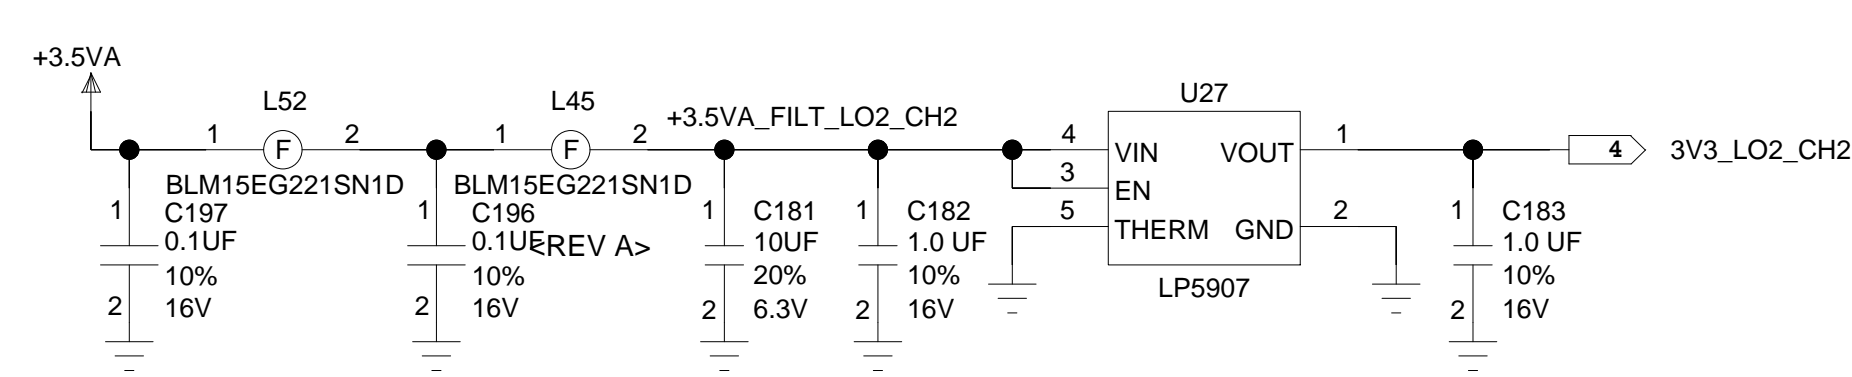 +3.5VA
L52
1
F
2
BLM15EG221SN1D
L45
1
F
2
BLM15EG221SN1D
+3.5VA_FILT_LO2_CH2
1
C197
0.1UF
10%
2
16V
1
C196
0.1UF
<REV A>
10%
2
16V
1
C181
10UF
20%
2
6.3V
1
C182
1.0 UF
10%
2
16V
U27
4
VIN
VOUT
1
3
EN
5
THERM
GND
2
LP5907
1
C183
1.0 UF
10%
2
16V
4
3V3_LO2_CH2